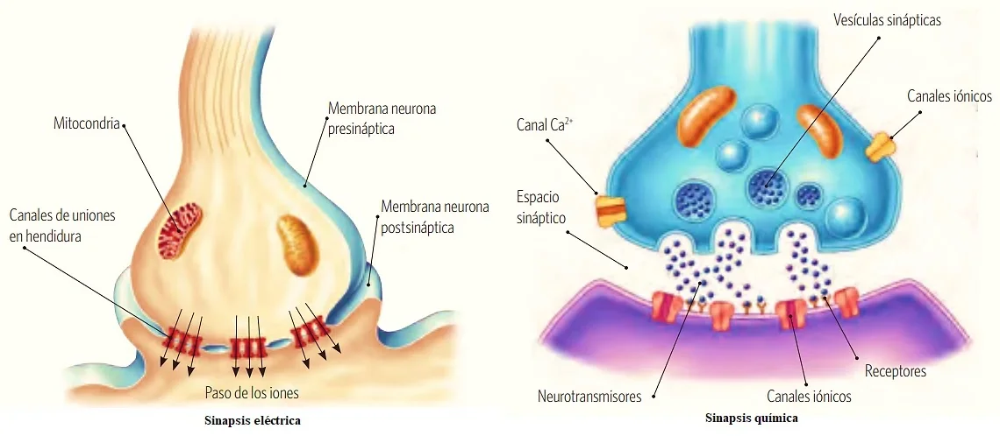 Mitocondria
Membrana neurona
presináptica
Canales de uniones
en hendidura
Membrana neurona
postsináptica
Paso de los iones
Sinapsis eléctrica
Vesículas sinápticas
Canales iónicos
Canal Ca²⁺
Espacio
sináptico
Receptores
Neurotransmisores
Canales iónicos
Sinapsis química